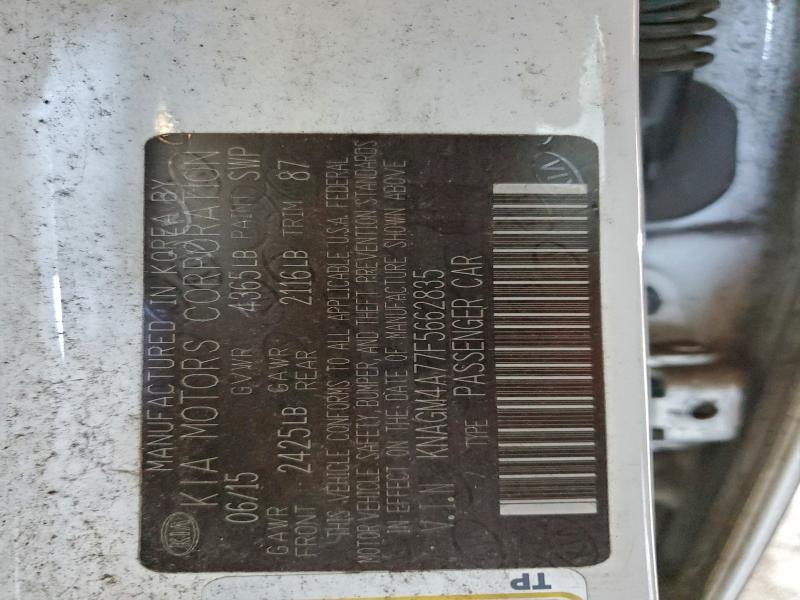 MANUFACTURED IN KOREA BY
KIA MOTORS CORPORATION
06/15 GVWR 4365LB PAINT SWP
GAWR FRONT 2425LB GAWR REAR 2116LB TRIM 87
THIS VEHICLE CONFORMS TO ALL APPLICABLE U.S.A. FEDERAL
MOTOR VEHICLE SAFETY, BUMPER, AND THEFT PREVENTION STANDARDS
IN EFFECT ON THE DATE OF MANUFACTURE SHOWN ABOVE
V.I.N KNAGM4A77F5662835
TYPE PASSENGER CAR
TP